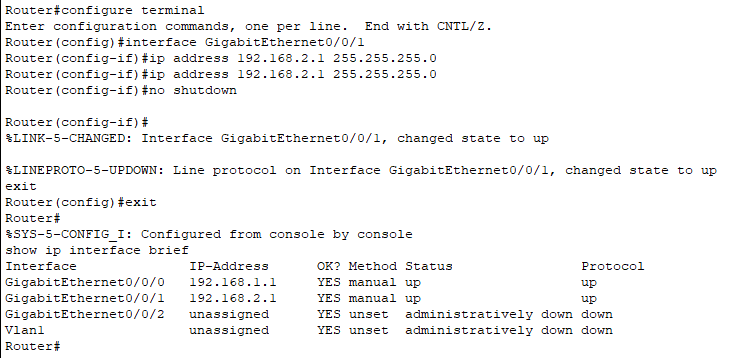 Router#configure terminal
Enter configuration commands, one per line.  End with CNTL/Z.
Router(config)#interface GigabitEthernet0/0/1
Router(config-if)#ip address 192.168.2.1 255.255.255.0
Router(config-if)#ip address 192.168.2.1 255.255.255.0
Router(config-if)#no shutdown
Router(config-if)#
%LINK-5-CHANGED: Interface GigabitEthernet0/0/1, changed state to up
%LINEPROTO-5-UPDOWN: Line protocol on Interface GigabitEthernet0/0/1, changed state to up
exit
Router(config)#exit
Router#
%SYS-5-CONFIG_I: Configured from console by console
show ip interface brief
Interface              IP-Address      OK? Method Status                Protocol
GigabitEthernet0/0/0   192.168.1.1     YES manual up                    up
GigabitEthernet0/0/1   192.168.2.1     YES manual up                    up
GigabitEthernet0/0/2   unassigned      YES unset  administratively down down
Vlan1                  unassigned      YES unset  administratively down down
Router#